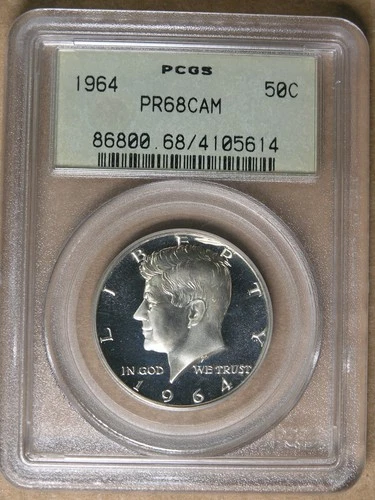 PCGS
1964 50C
PR68CAM
86800.68/4105614
LIBERTY
IN GOD WE TRUST
1964